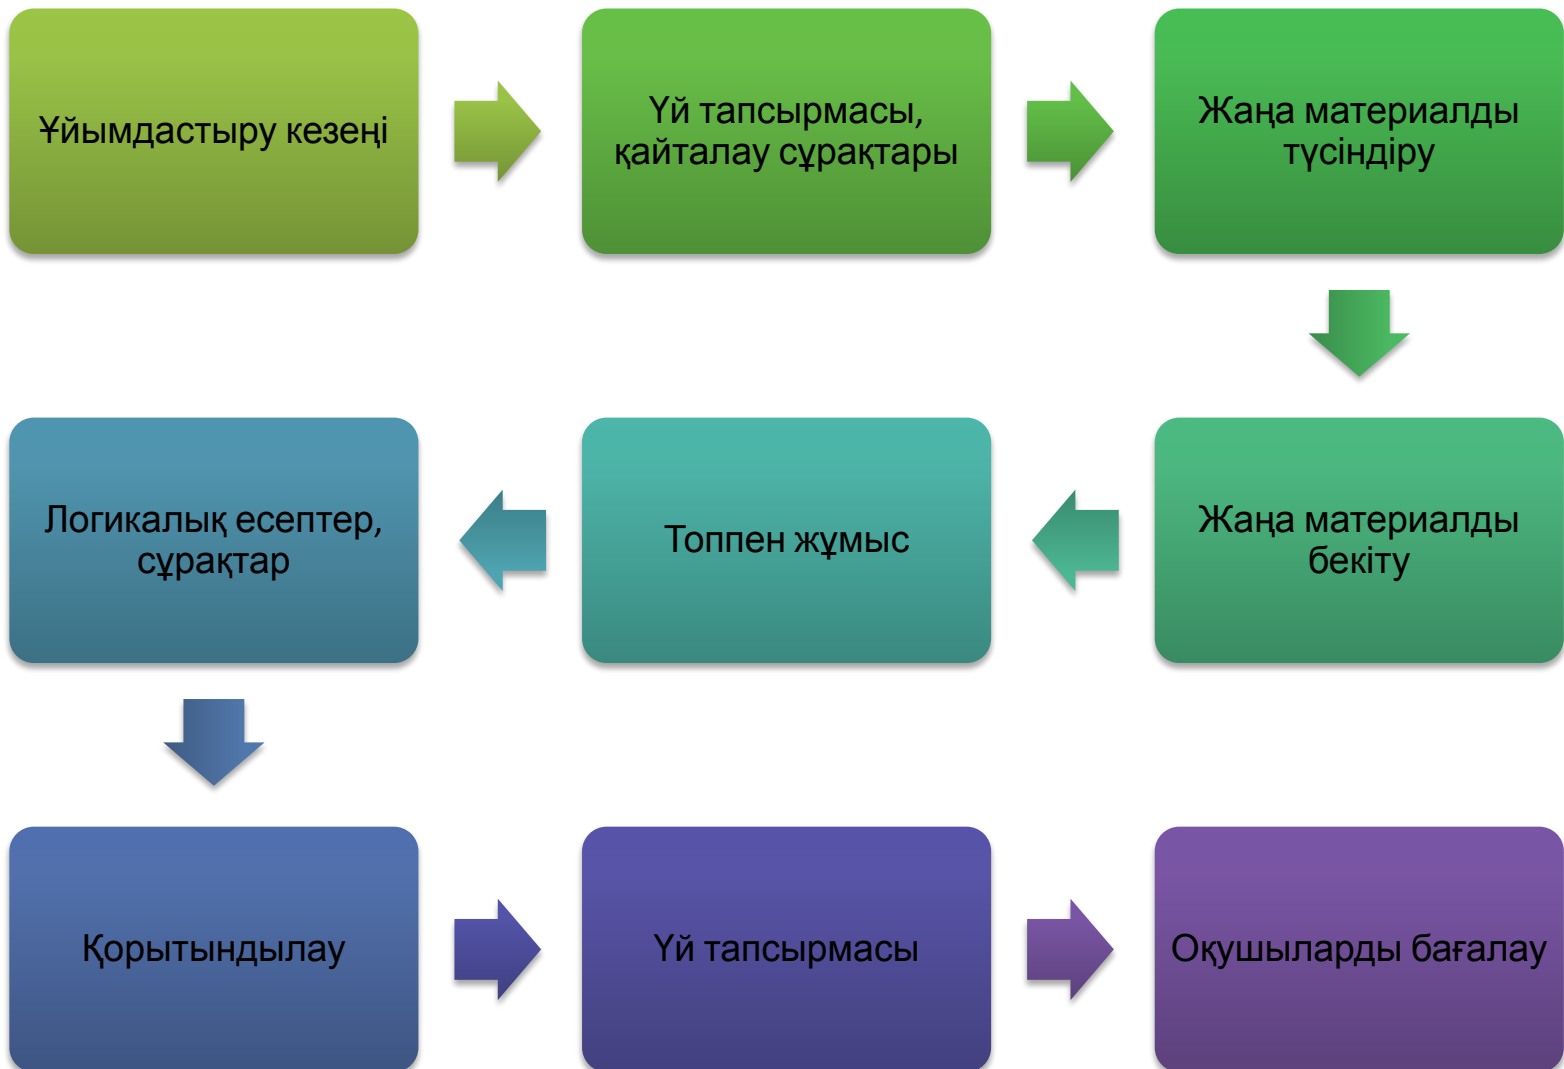 Ұйымдастыру кезеңі
Үй тапсырмасы,
қайталау сұрақтары
Жаңа материалды
түсіндіру
Жаңа материалды
бекіту
Топпен жұмыс
Логикалық есептер,
сұрақтар
Қорытындылау
Үй тапсырмасы
Оқушыларды бағалау